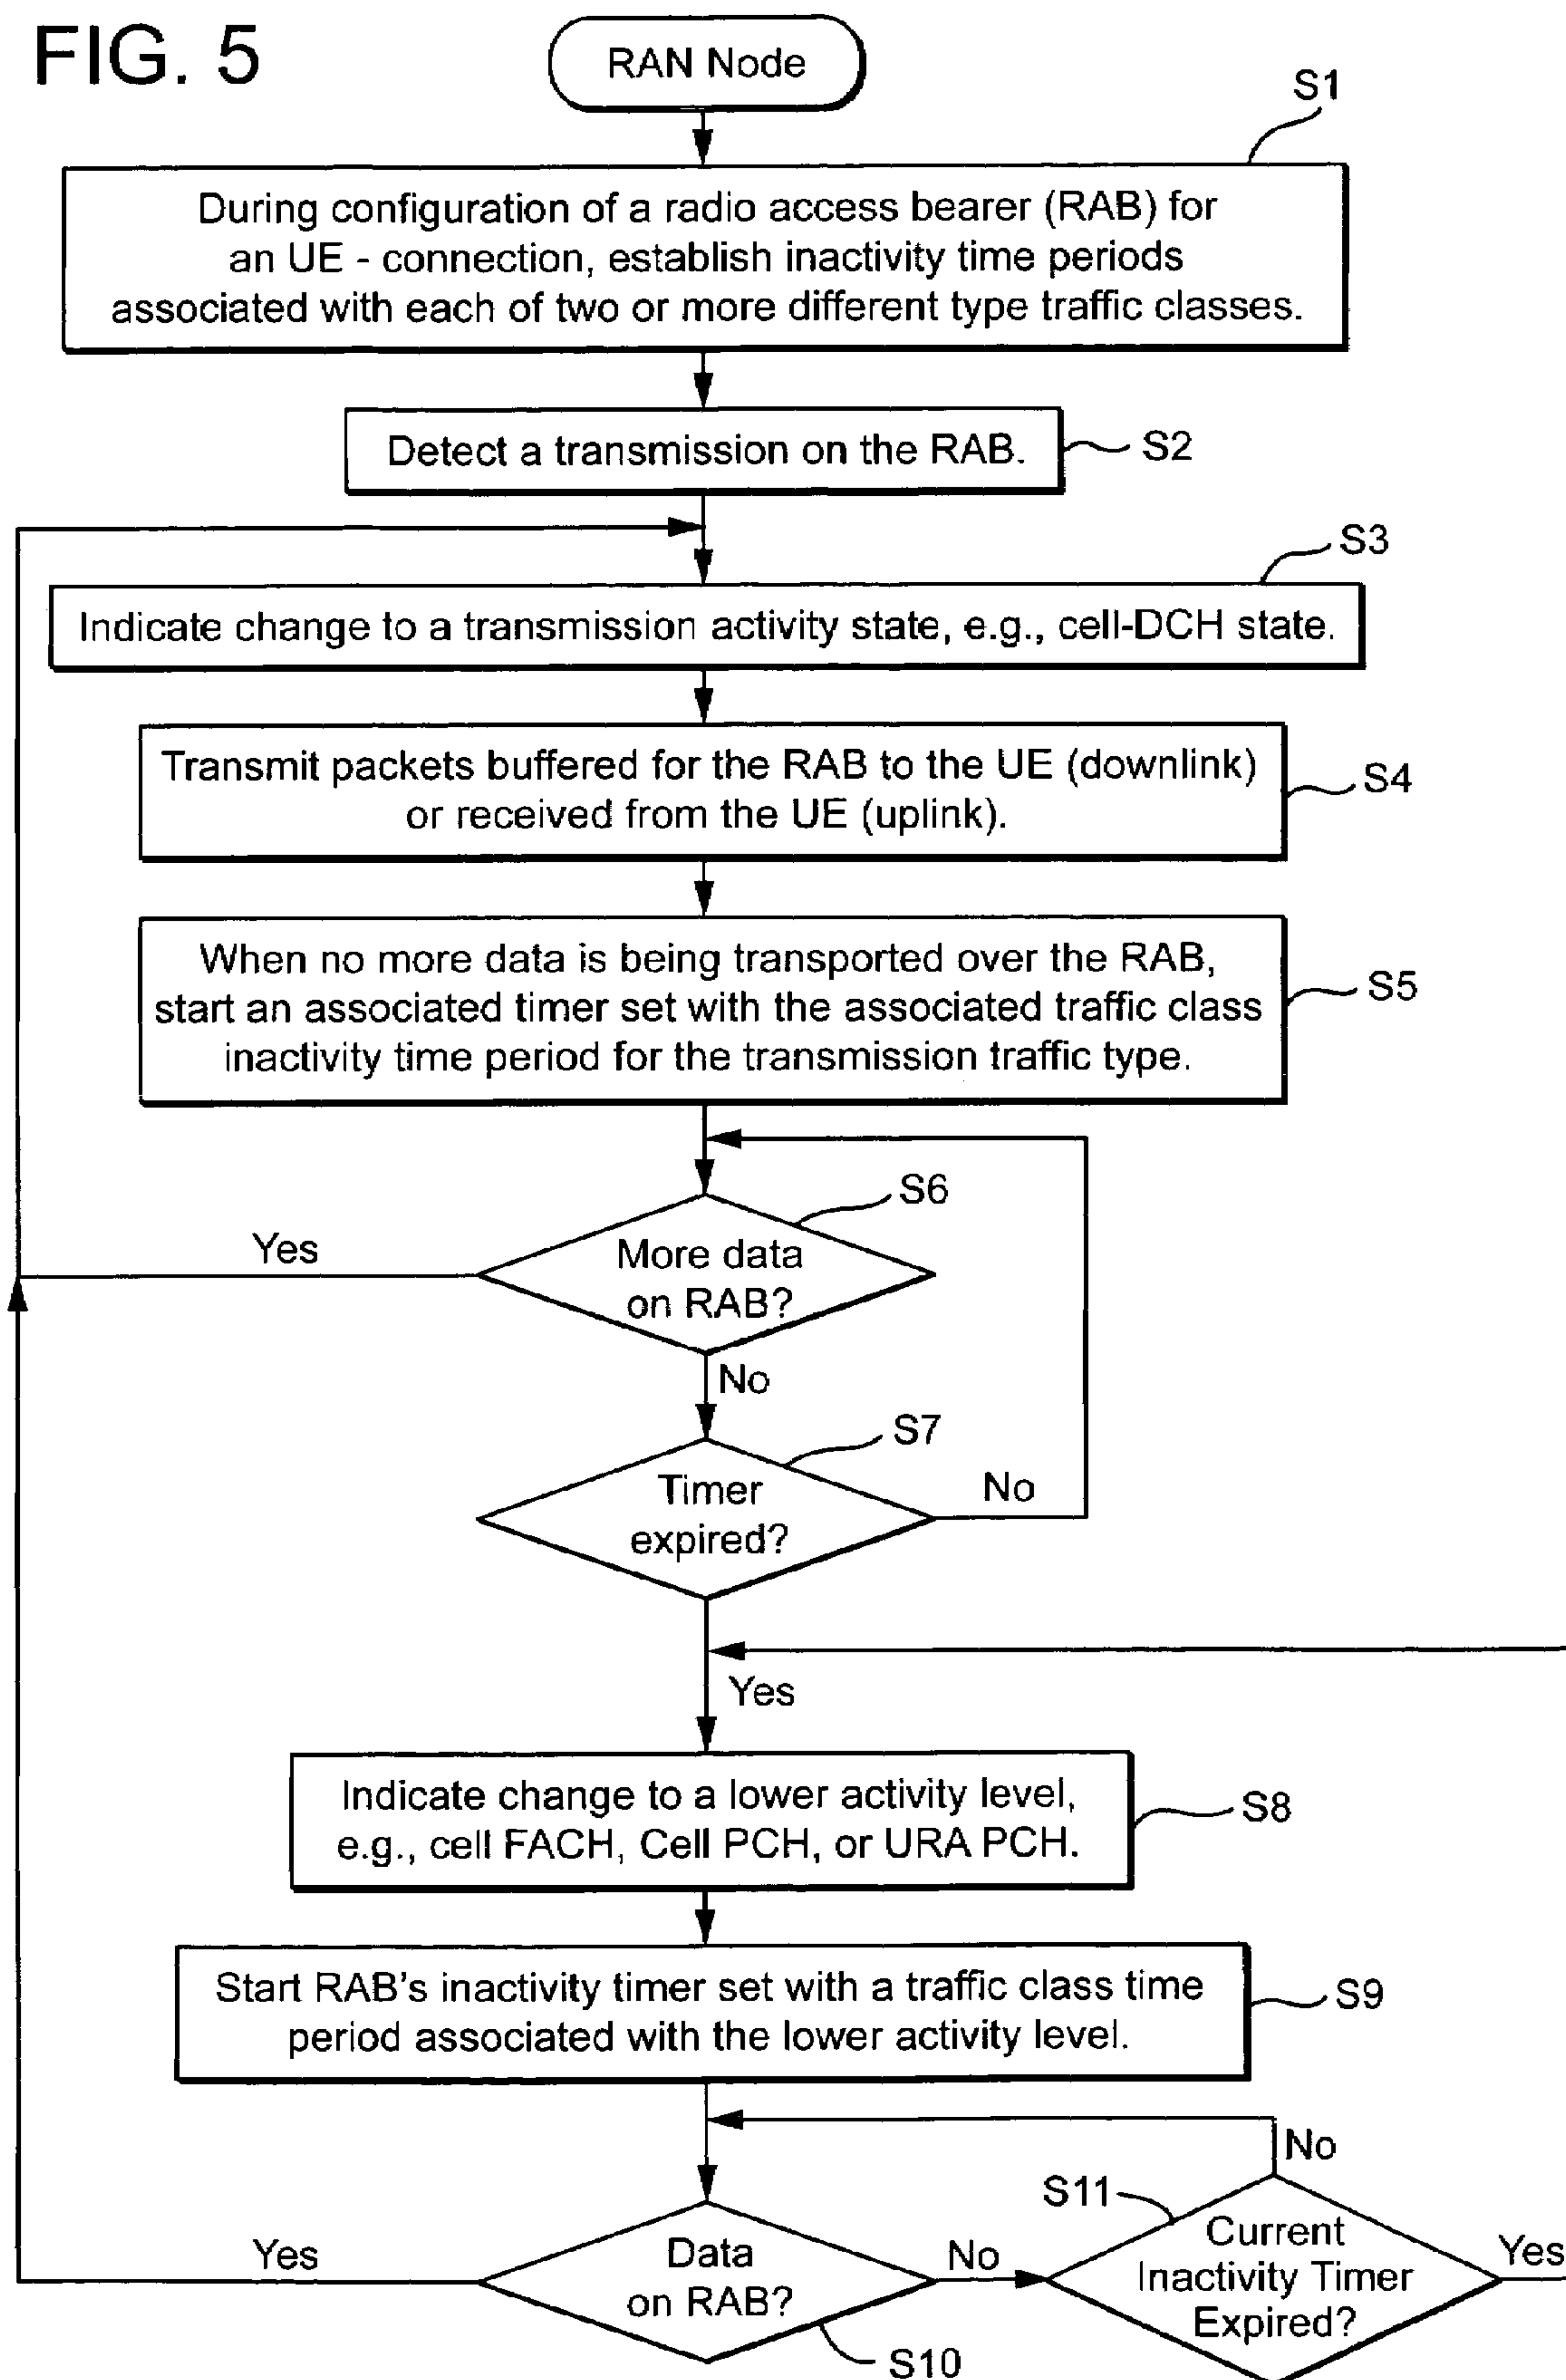 FIG. 5
RAN Node
S1
During configuration of a radio access bearer (RAB) for
an UE - connection, establish inactivity time periods
associated with each of two or more different type traffic classes.
Detect a transmission on the RAB.
S2
S3
Indicate change to a transmission activity state, e.g., cell-DCH state.
Transmit packets buffered for the RAB to the UE (downlink)
or received from the UE (uplink).
S4
When no more data is being transported over the RAB,
start an associated timer set with the associated traffic class
inactivity time period for the transmission traffic type.
S5
S6
Yes
More data
on RAB?
No
S7
Timer
expired?
No
Yes
Indicate change to a lower activity level,
e.g., cell FACH, Cell PCH, or URA PCH.
S8
Start RAB's inactivity timer set with a traffic class time
period associated with the lower activity level.
S9
No
S11
Yes
Data
on RAB?
No
Current
Inactivity Timer
Expired?
Yes
S10